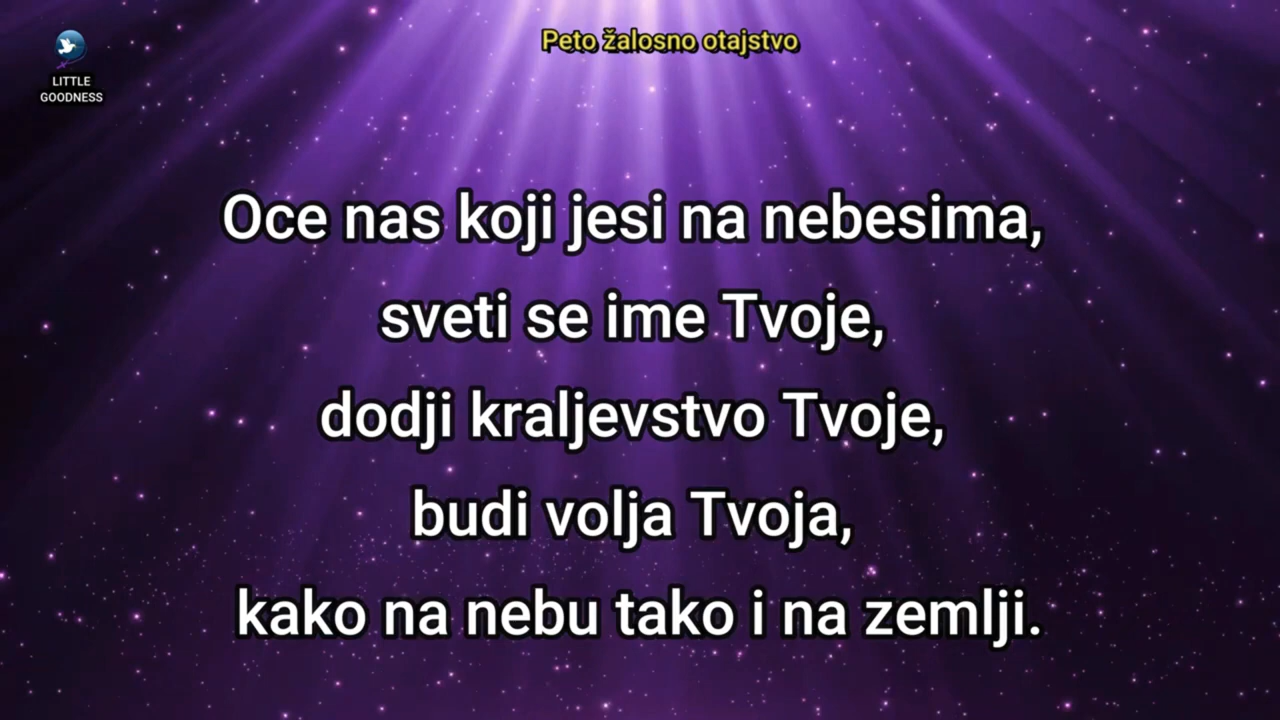 Peto žalosno otajstvo
LITTLE
GOODNESS
Oce nas koji jesi na nebesima,
sveti se ime Tvoje,
dodji kraljevstvo Tvoje,
budi volja Tvoja,
kako na nebu tako i na zemlji.